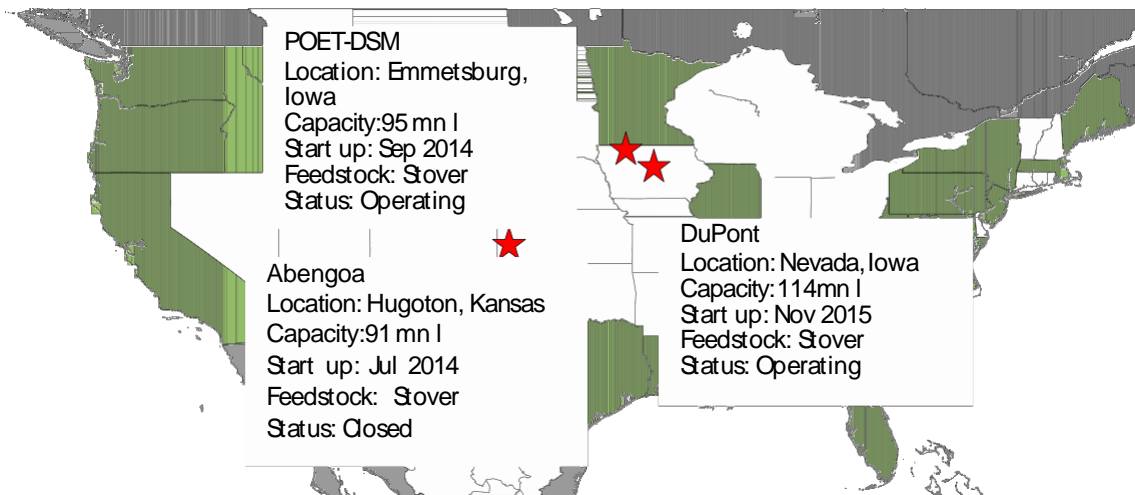 POET-DSM
Location: Emmetsburg,
Iowa
Capacity:95 mn l
Start up: Sep 2014
Feedstock: Stover
Status: Operating
Abengoa
Location: Hugoton, Kansas
Capacity:91 mn l
Start up: Jul 2014
Feedstock: Stover
Status: Closed
DuPont
Location: Nevada, Iowa
Capacity:114mn l
Start up: Nov 2015
Feedstock: Stover
Status: Operating